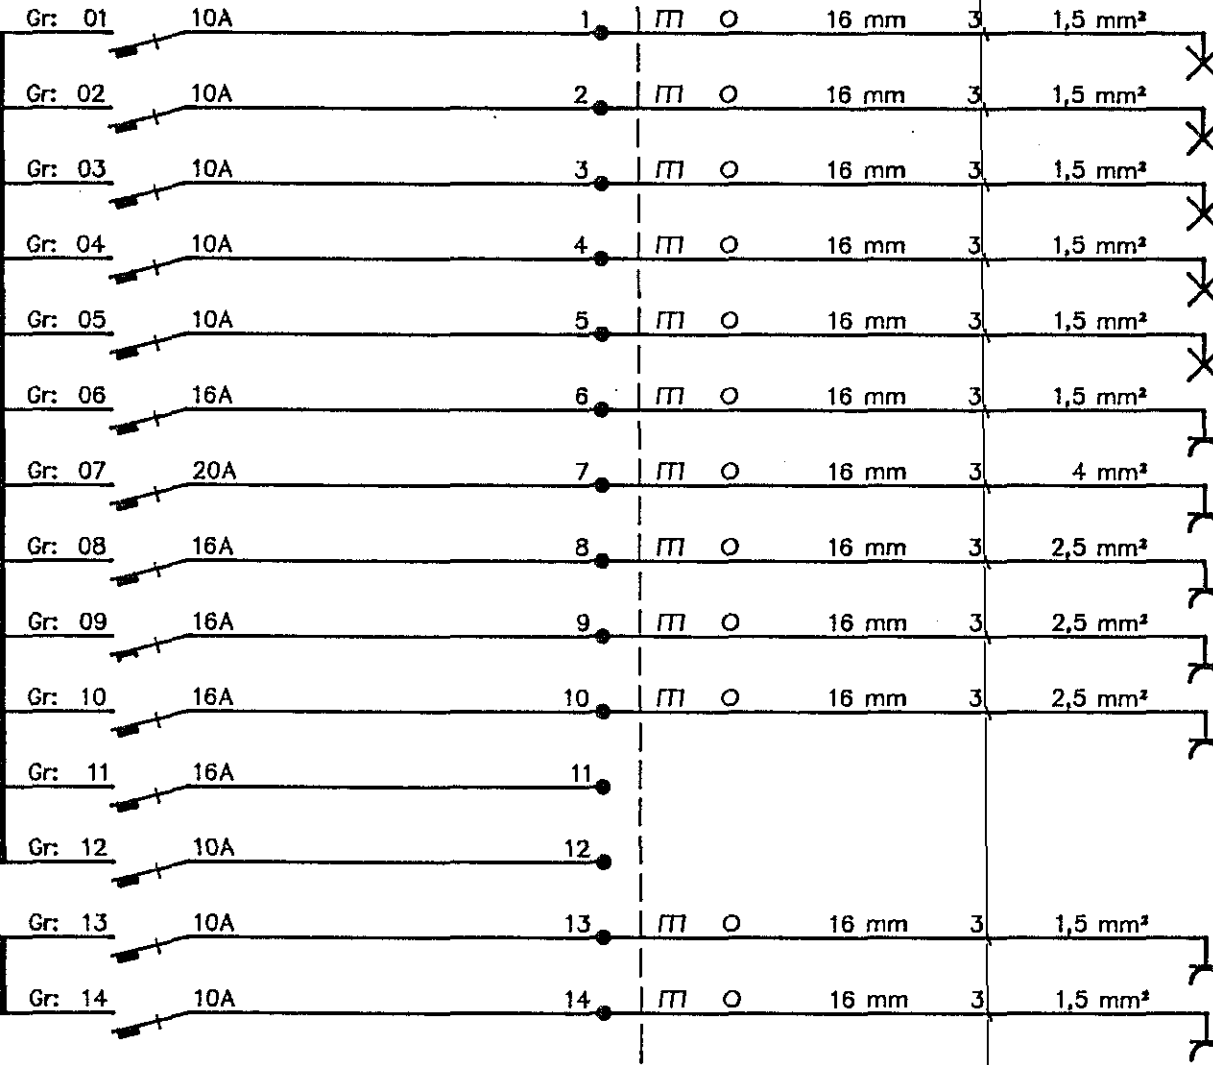 Gr: 01 10A 1 m O 16 mm 3 1,5 mm²
Gr: 02 10A 2 m O 16 mm 3 1,5 mm²
Gr: 03 10A 3 m O 16 mm 3 1,5 mm²
Gr: 04 10A 4 m O 16 mm 3 1,5 mm²
Gr: 05 10A 5 m O 16 mm 3 1,5 mm²
Gr: 06 16A 6 m O 16 mm 3 1,5 mm²
Gr: 07 20A 7 m O 16 mm 3 4 mm²
Gr: 08 16A 8 m O 16 mm 3 2,5 mm²
Gr: 09 16A 9 m O 16 mm 3 2,5 mm²
Gr: 10 16A 10 m O 16 mm 3 2,5 mm²
Gr: 11 16A 11
Gr: 12 10A 12
Gr: 13 10A 13 m O 16 mm 3 1,5 mm²
Gr: 14 10A 14 m O 16 mm 3 1,5 mm²